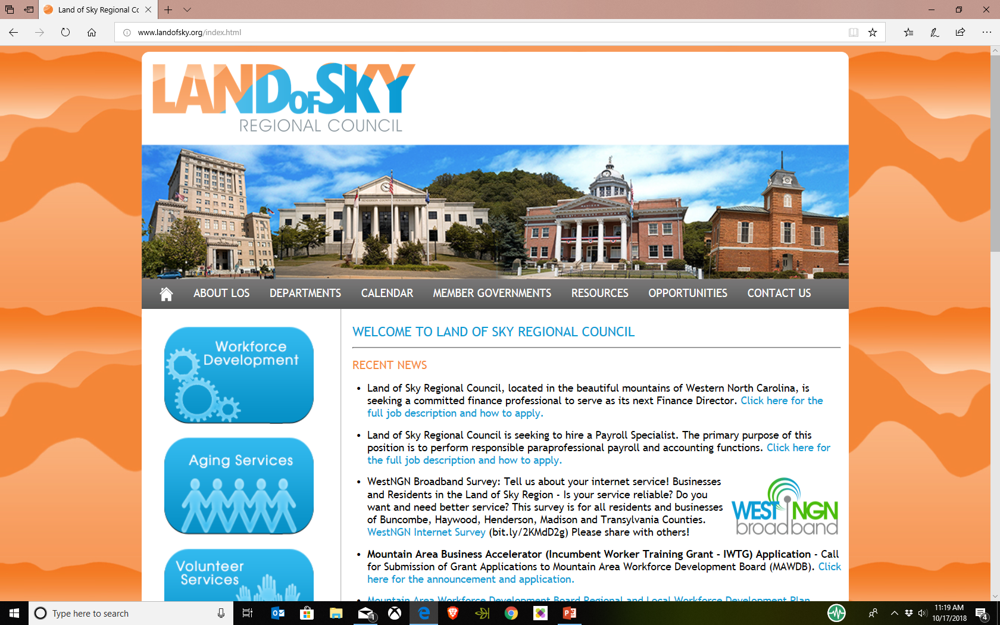 Land of Sky Regional Cc
www.landofsky.org/index.html
LAND OF SKY
REGIONAL COUNCIL
HENDERSON COUNTY COURTHOUSE
ABOUT LOS DEPARTMENTS CALENDAR MEMBER GOVERNMENTS RESOURCES OPPORTUNITIES CONTACT US
Workforce
Development
Aging Services
Volunteer
Services
WELCOME TO LAND OF SKY REGIONAL COUNCIL
RECENT NEWS
• Land of Sky Regional Council, located in the beautiful mountains of Western North Carolina, is
seeking a committed finance professional to serve as its next Finance Director. Click here for the
full job description and how to apply.
• Land of Sky Regional Council is seeking to hire a Payroll Specialist. The primary purpose of this
position is to perform responsible paraprofessional payroll and accounting functions. Click here for
the full job description and how to apply.
• WestNGN Broadband Survey: Tell us about your internet service! Businesses
and Residents in the Land of Sky Region - Is your service reliable? Do you
want and need better service? This survey is for all residents and businesses
of Buncombe, Haywood, Henderson, Madison and Transylvania Counties.
WestNGN Internet Survey (bit.ly/2KMdD2g) Please share with others!
WEST NGN
broadband
• Mountain Area Business Accelerator (Incumbent Worker Training Grant - IWTG) Application - Call
for Submission of Grant Applications to Mountain Area Workforce Development Board (MAWDB). Click
here for the announcement and application.
• Mountain Area Workforce Development Board Regional and Local Workforce Development Plan
Type here to search
1
11:19 AM
10/17/2018
4